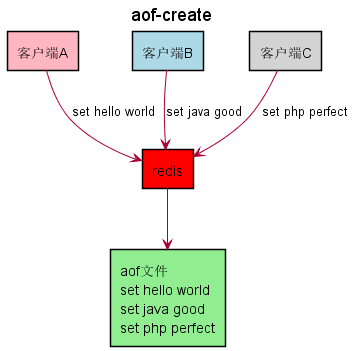 aof-create
客户端A
客户端B
客户端C
set hello world
set java good
set php perfect
redis
aof文件
set hello world
set java good
set php perfect